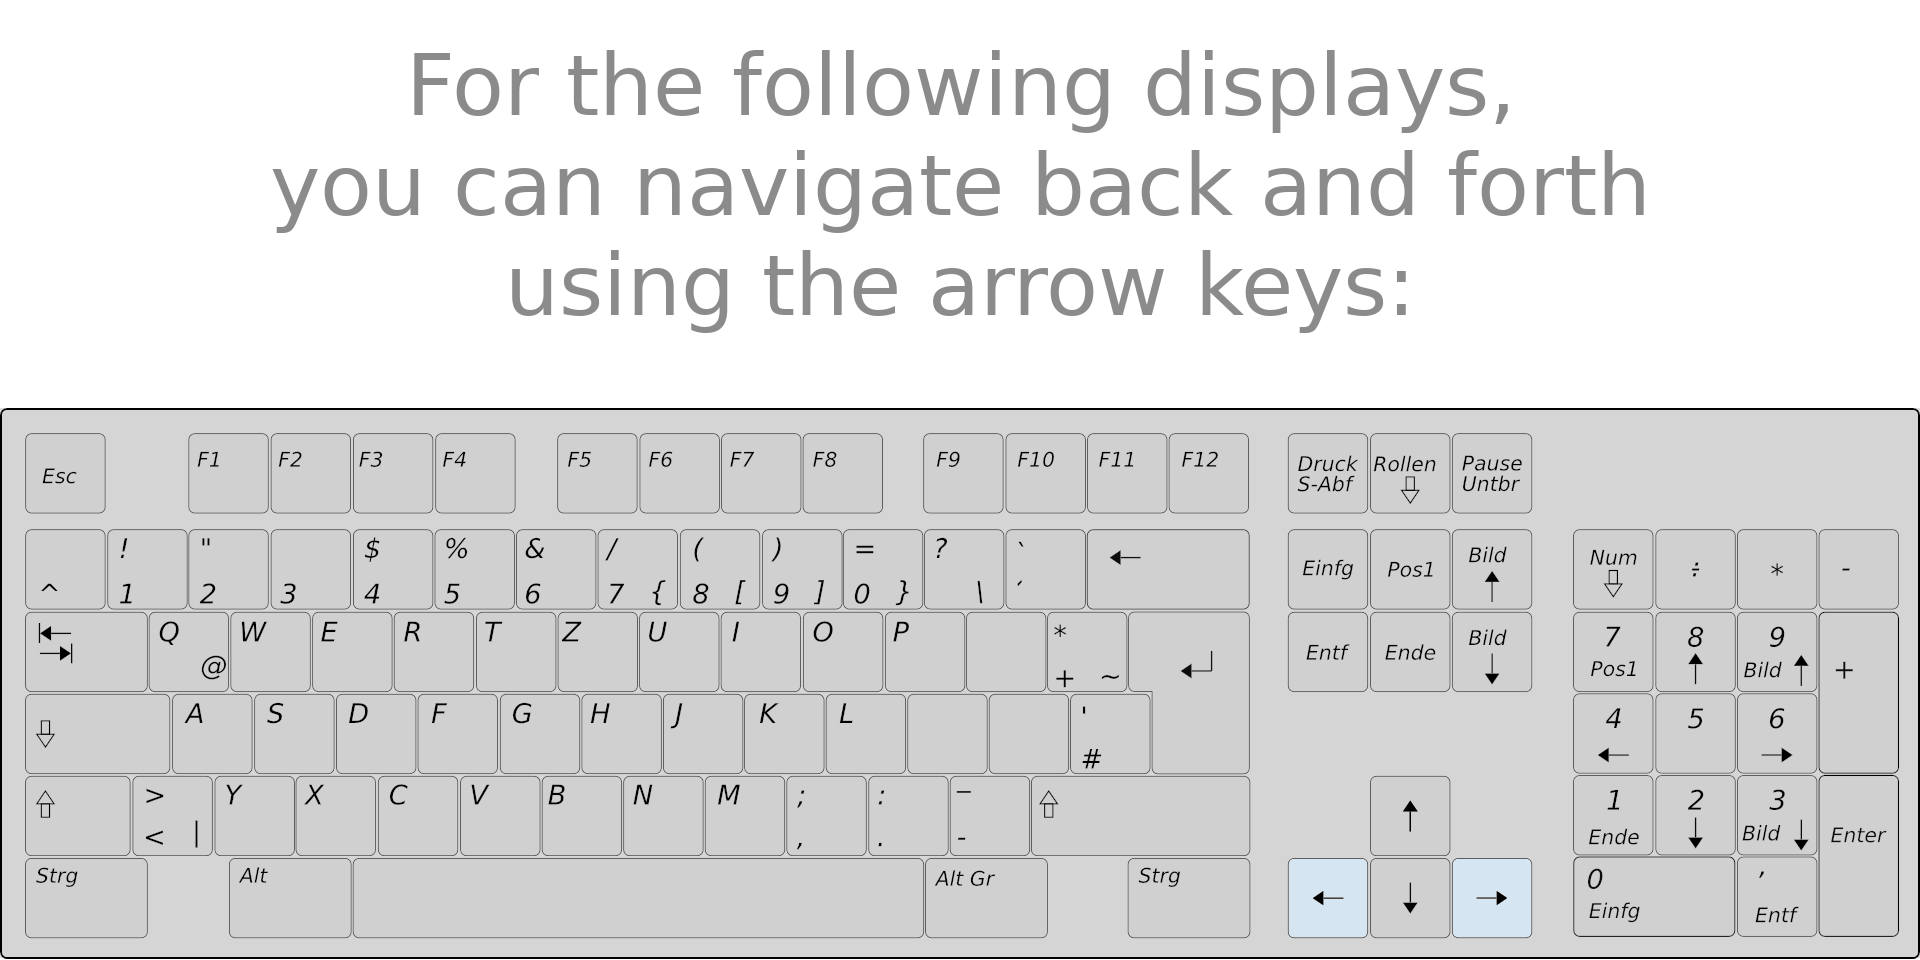 For the following displays,
you can navigate back and forth
using the arrow keys:
Esc F1 F2 F3 F4 F5 F6 F7 F8 F9 F10 F11 F12 Druck Rollen Pause
S-Abf Untbr
! " $ % & / ( ) = ? `
^ 1 2 3 4 5 6 7 { 8 [ 9 ] 0 } \ ´
← Einfg Pos1 Bild ↑ Num ÷ * -
Q W E R T Z U I O P *
@ + ~
Entf Ende Bild ↓ 7 8 9 +
Pos1 ↑ Bild ↑
A S D F G H J K L '
#
4 5 6
← →
> Y X C V B N M ; : _
< | , . -
↑ 1 2 3 Enter
Ende ↓ Bild ↓
Strg Alt Alt Gr Strg ← ↓ → 0 ,
Einfg Entf